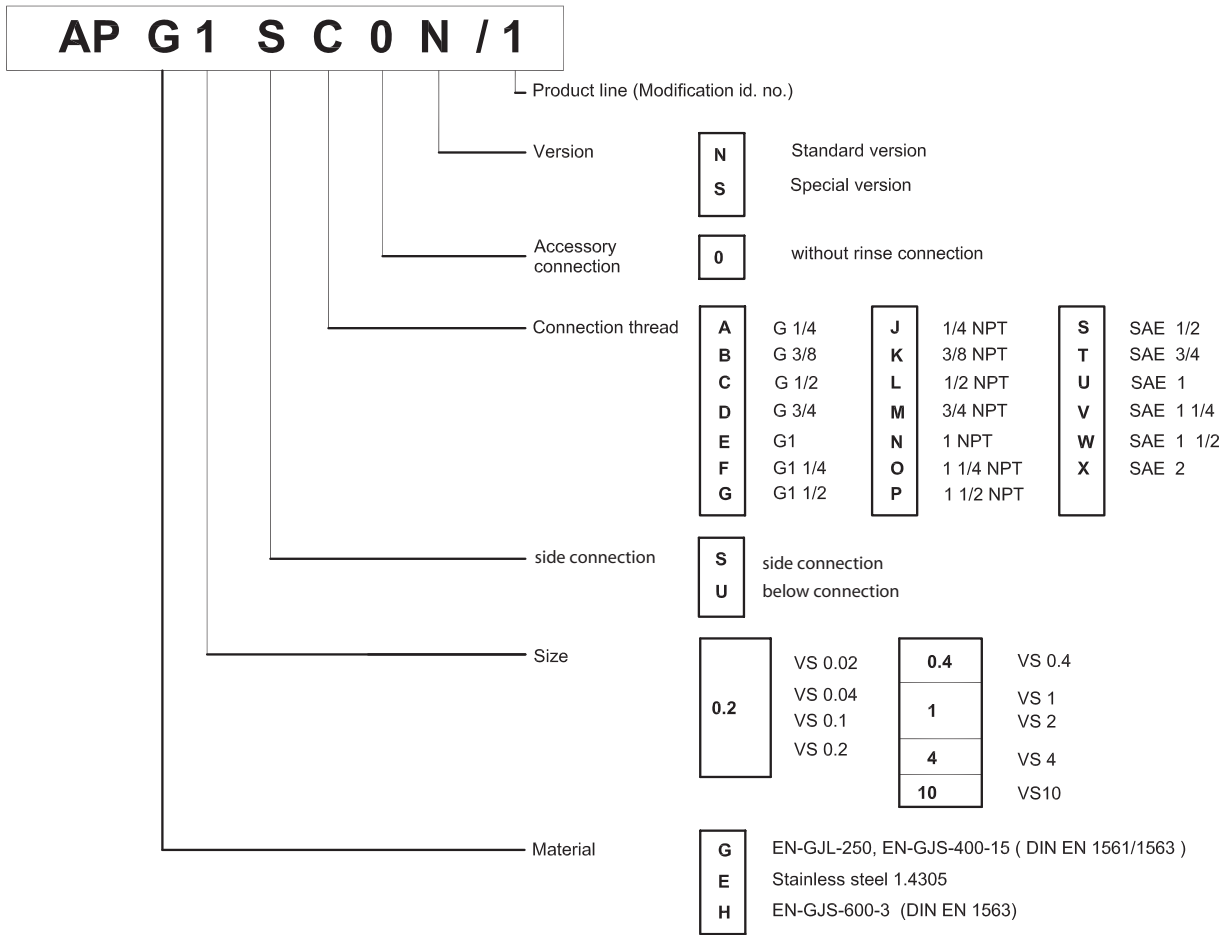 AP G 1 S C 0 N / 1
Product line (Modification id. no.)
Version
N Standard version
S Special version
Accessory
connection
0 without rinse connection
Connection thread
A G 1/4 J 1/4 NPT S SAE 1/2
B G 3/8 K 3/8 NPT T SAE 3/4
C G 1/2 L 1/2 NPT U SAE 1
D G 3/4 M 3/4 NPT V SAE 1 1/4
E G1 N 1 NPT W SAE 1 1/2
F G1 1/4 O 1 1/4 NPT X SAE 2
G G1 1/2 P 1 1/2 NPT
side connection
S side connection
U below connection
Size
0.2
VS 0.02
VS 0.04
VS 0.1
VS 0.2
0.4 VS 0.4
1
VS 1
VS 2
4 VS 4
10 VS10
Material
G EN-GJL-250, EN-GJS-400-15 ( DIN EN 1561/1563 )
E Stainless steel 1.4305
H EN-GJS-600-3 (DIN EN 1563)